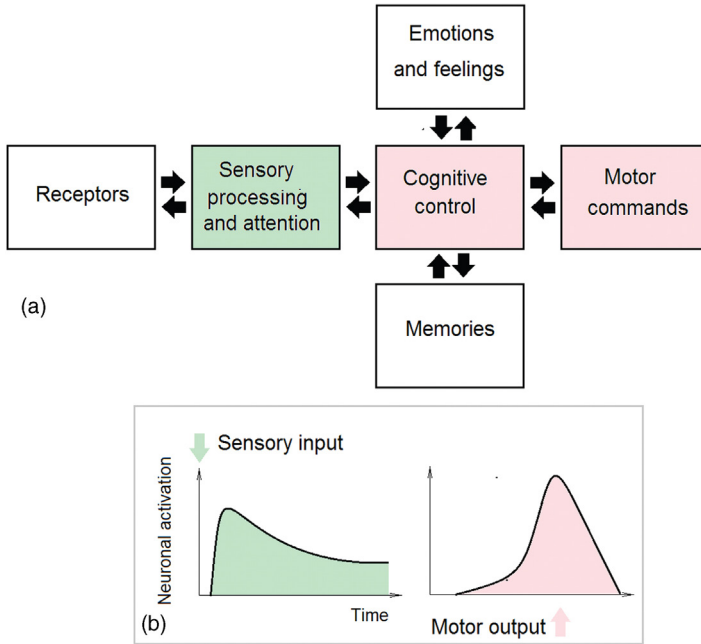 Emotions
and feelings
Receptors
Sensory
processing
and attention
Cognitive
control
Motor
commands
(a)
Memories
Sensory input
Neuronal activation
Time
(b)
Motor output